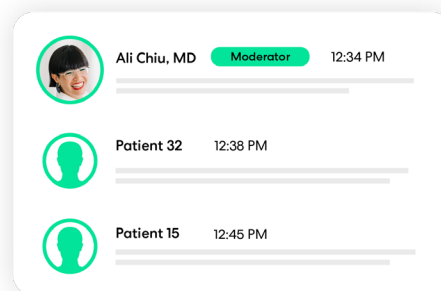 Ali Chiu, MD Moderator 12:34 PM
Patient 32 12:38 PM
Patient 15 12:45 PM